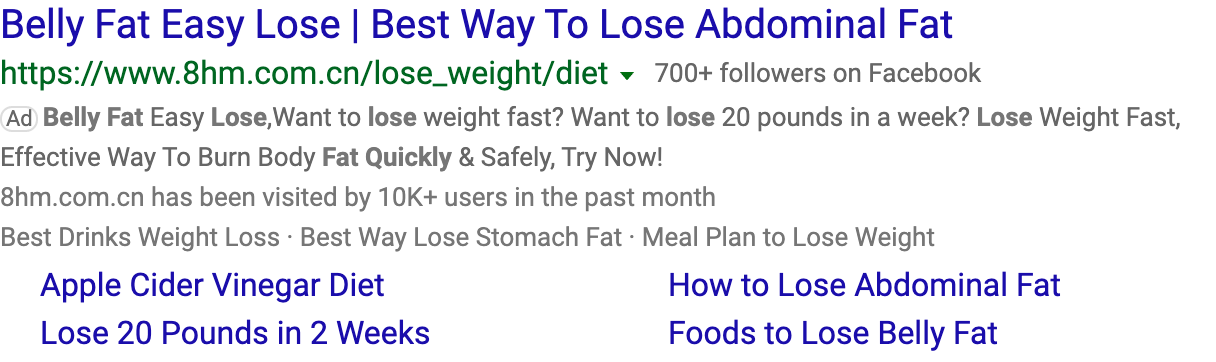 Belly Fat Easy Lose | Best Way To Lose Abdominal Fat
https://www.8hm.com.cn/lose_weight/diet 700+ followers on Facebook
Ad Belly Fat Easy Lose,Want to lose weight fast? Want to lose 20 pounds in a week? Lose Weight Fast,
Effective Way To Burn Body Fat Quickly & Safely, Try Now!
8hm.com.cn has been visited by 10K+ users in the past month
Best Drinks Weight Loss · Best Way Lose Stomach Fat · Meal Plan to Lose Weight
Apple Cider Vinegar Diet How to Lose Abdominal Fat
Lose 20 Pounds in 2 Weeks Foods to Lose Belly Fat